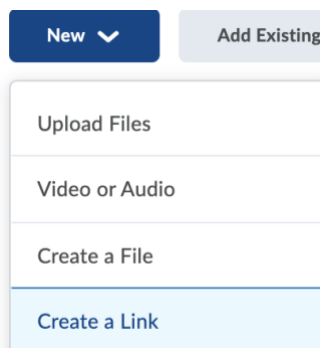 New
Add Existing
Upload Files
Video or Audio
Create a File
Create a Link